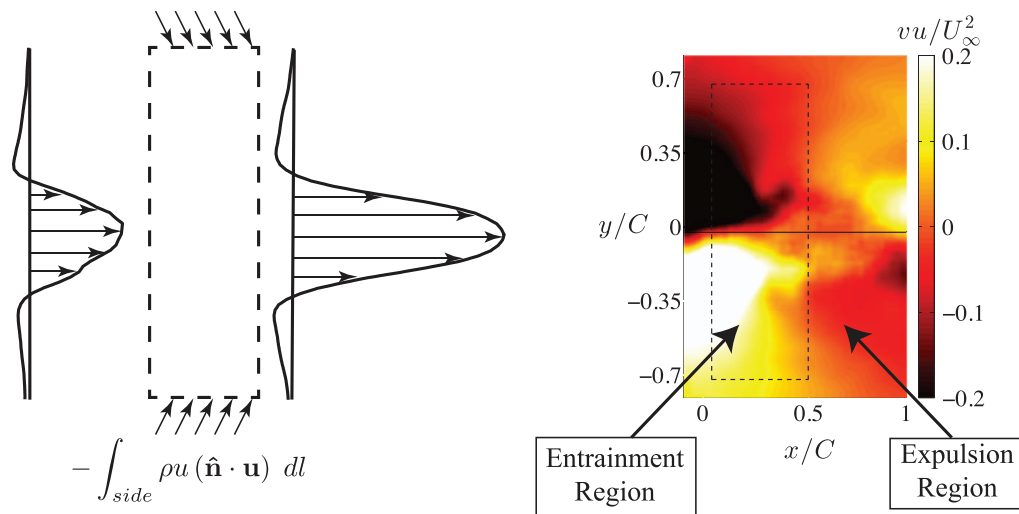 vu/U²∞
0.7
0.35
0
−0.35
−0.7
y/C
0
0.5
1
x/C
0.2
0.1
0
−0.1
−0.2
− ∫side ρu (n̂ · u) dl
Entrainment
Region
Expulsion
Region